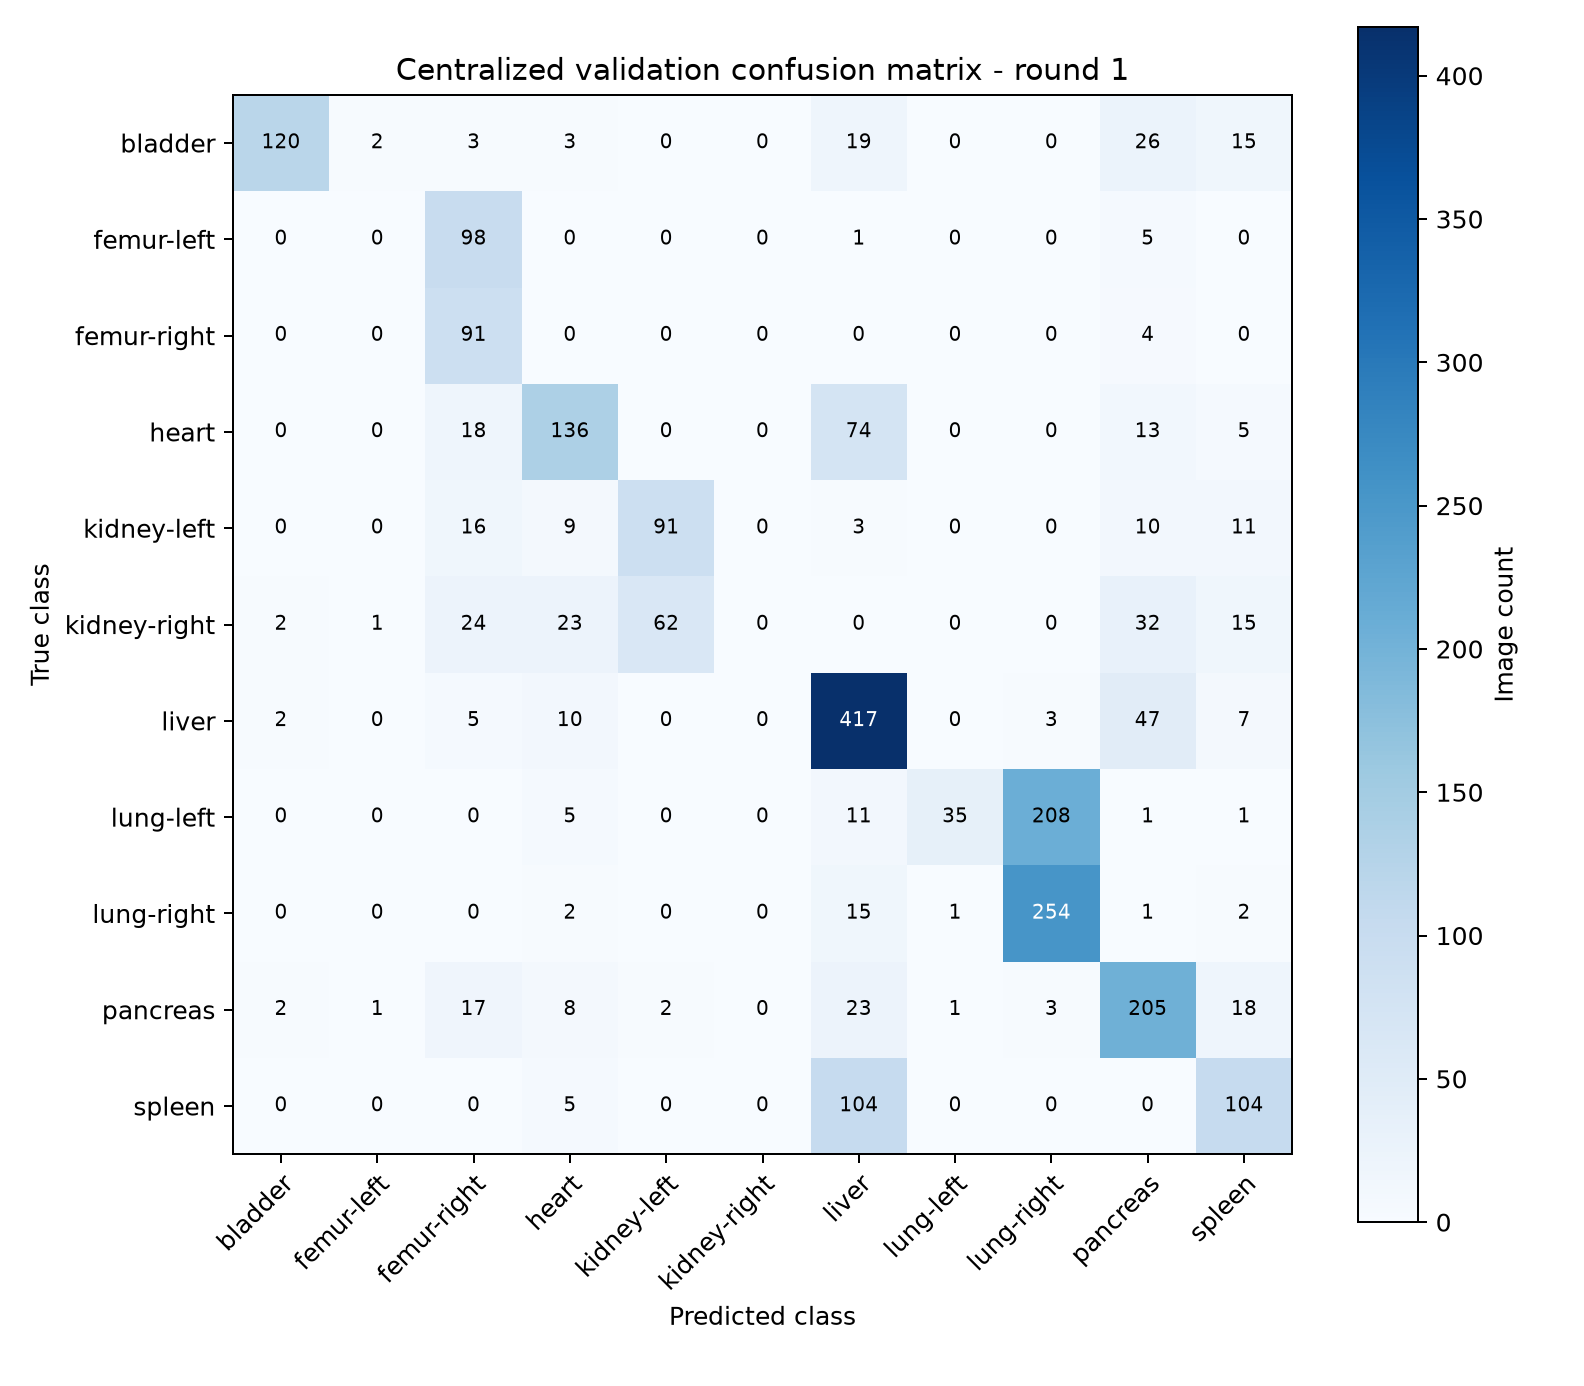 Centralized validation confusion matrix - round 1
bladder 120 2 3 3 0 0 19 0 0 26 15
femur-left 0 0 98 0 0 0 1 0 0 5 0
femur-right 0 0 91 0 0 0 0 0 0 4 0
heart 0 0 18 136 0 0 74 0 0 13 5
kidney-left 0 0 16 9 91 0 3 0 0 10 11
kidney-right 2 1 24 23 62 0 0 0 0 32 15
liver 2 0 5 10 0 0 417 0 3 47 7
lung-left 0 0 0 5 0 0 11 35 208 1 1
lung-right 0 0 0 2 0 0 15 1 254 1 2
pancreas 2 1 17 8 2 0 23 1 3 205 18
spleen 0 0 0 5 0 0 104 0 0 0 104
bladder femur-left femur-right heart kidney-left kidney-right liver lung-left lung-right pancreas spleen
Predicted class
True class
400
350
300
250
200
150
100
50
0
Image count